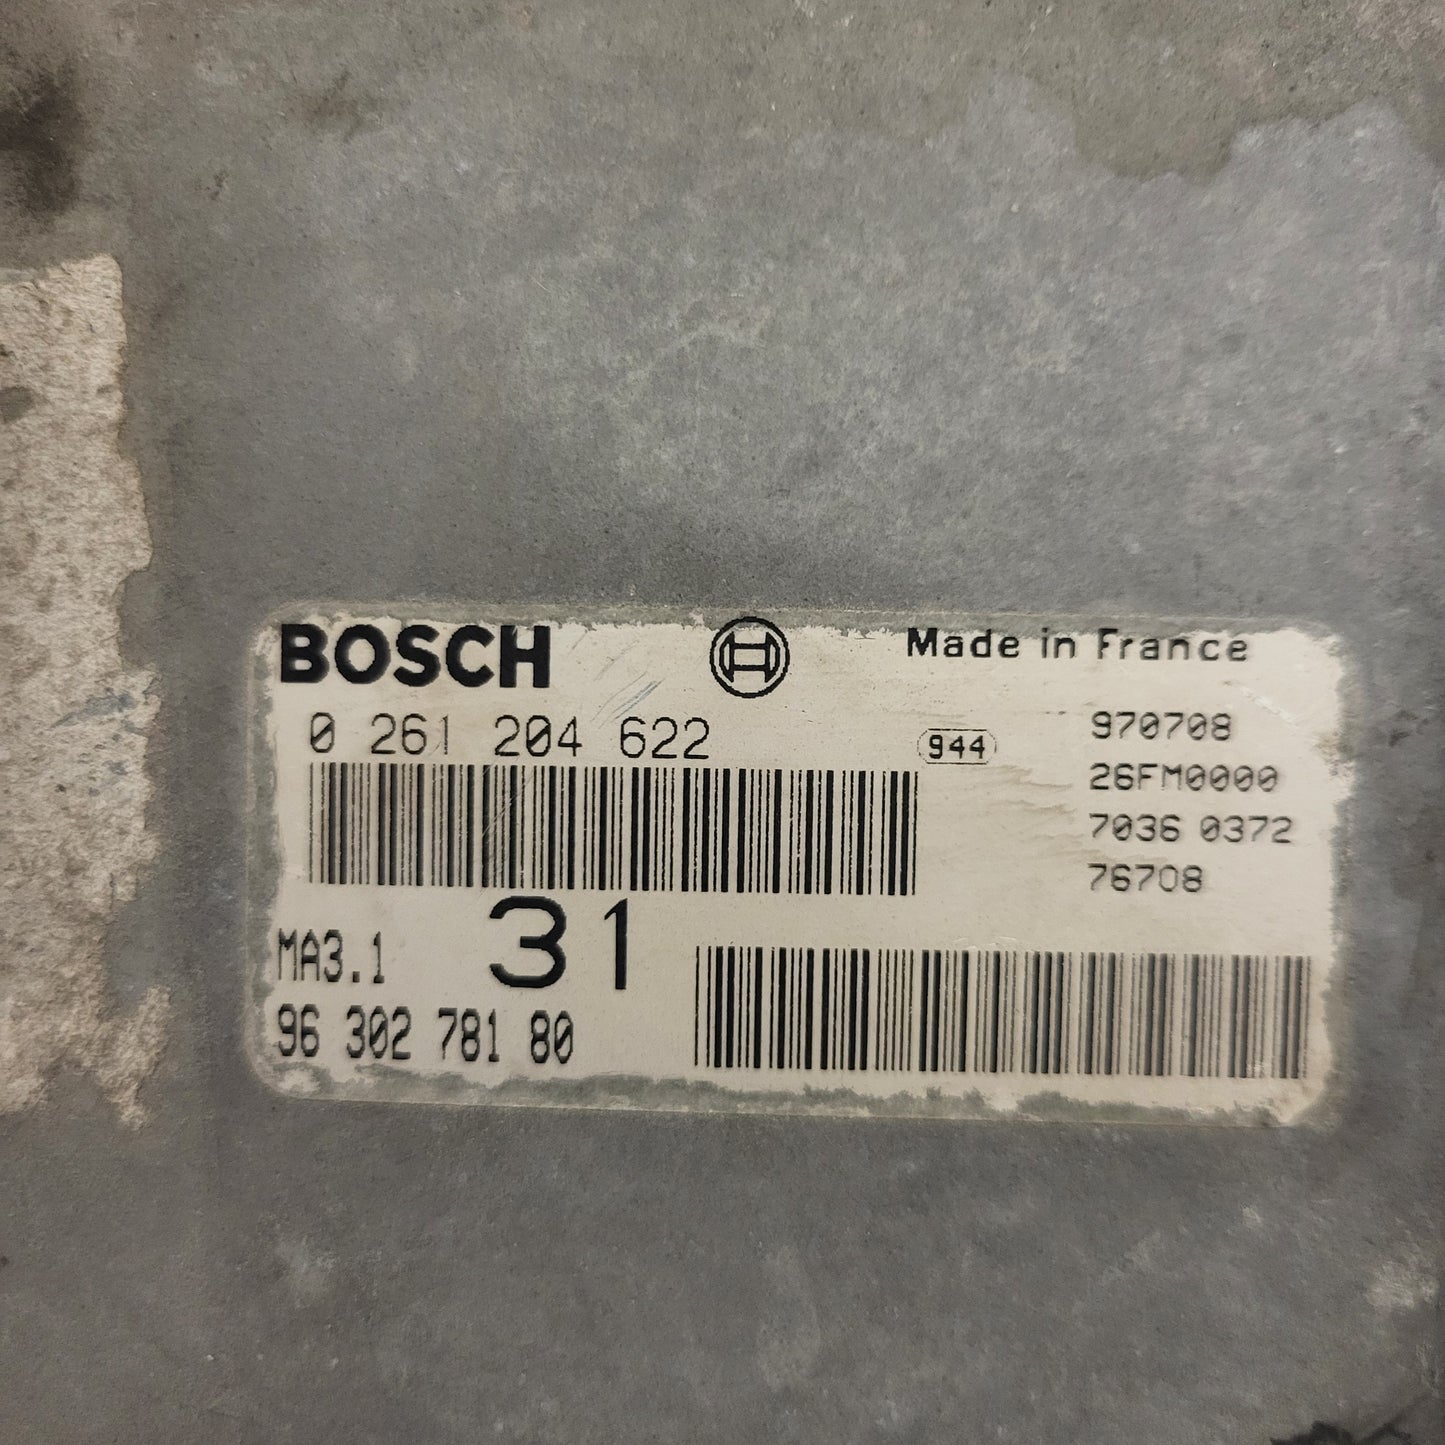 BOSCH
Made in France
0 261 204 622
944
970708
26FM0000
7036 0372
76708
MA3.1
31
96 302 781 80